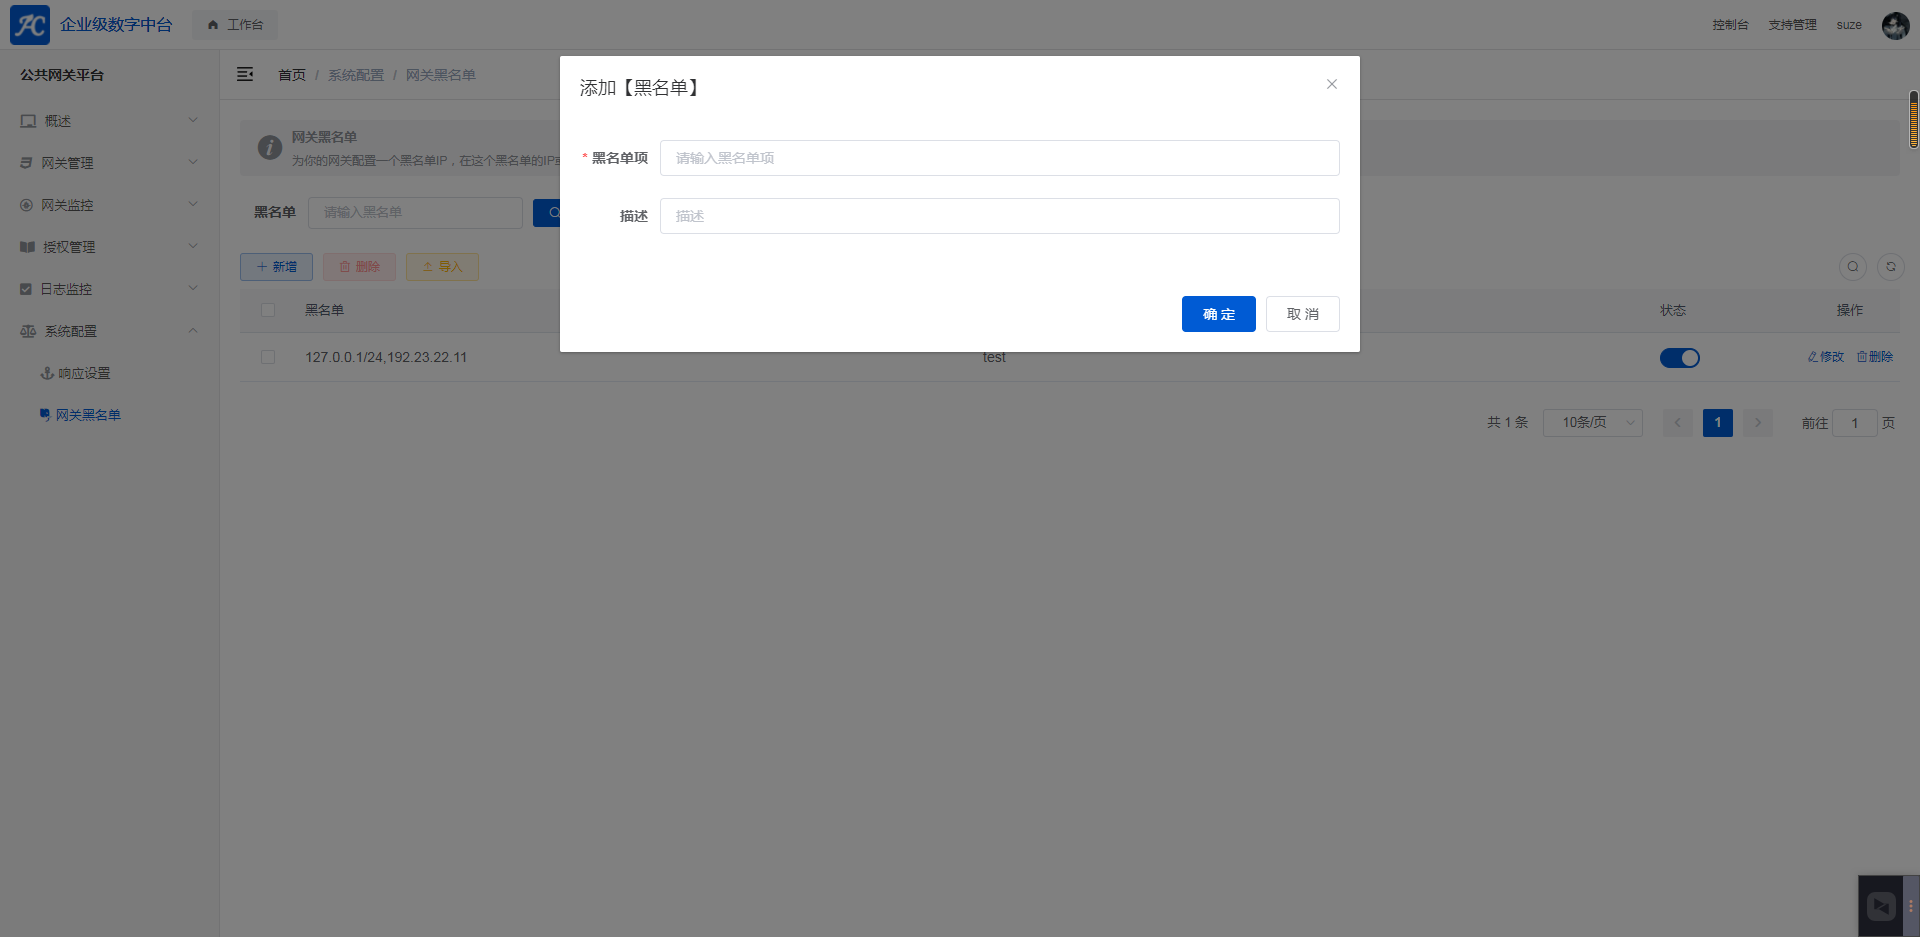 企业级数字中台
工作台
控制台
支持管理
suze
公共网关平台
概述
网关管理
网关监控
授权管理
日志监控
系统配置
响应设置
网关黑名单
首页 / 系统配置 / 网关黑名单
网关黑名单
为你的网关配置一个黑名单IP，在这个黑名单的IP
黑名单
请输入黑名单
新增
删除
导入
黑名单
状态
操作
127.0.0.1/24,192.23.22.11
test
修改
删除
共 1 条
10条/页
1
前往 1 页
添加【黑名单】
* 黑名单项
请输入黑名单项
描述
描述
确 定
取 消